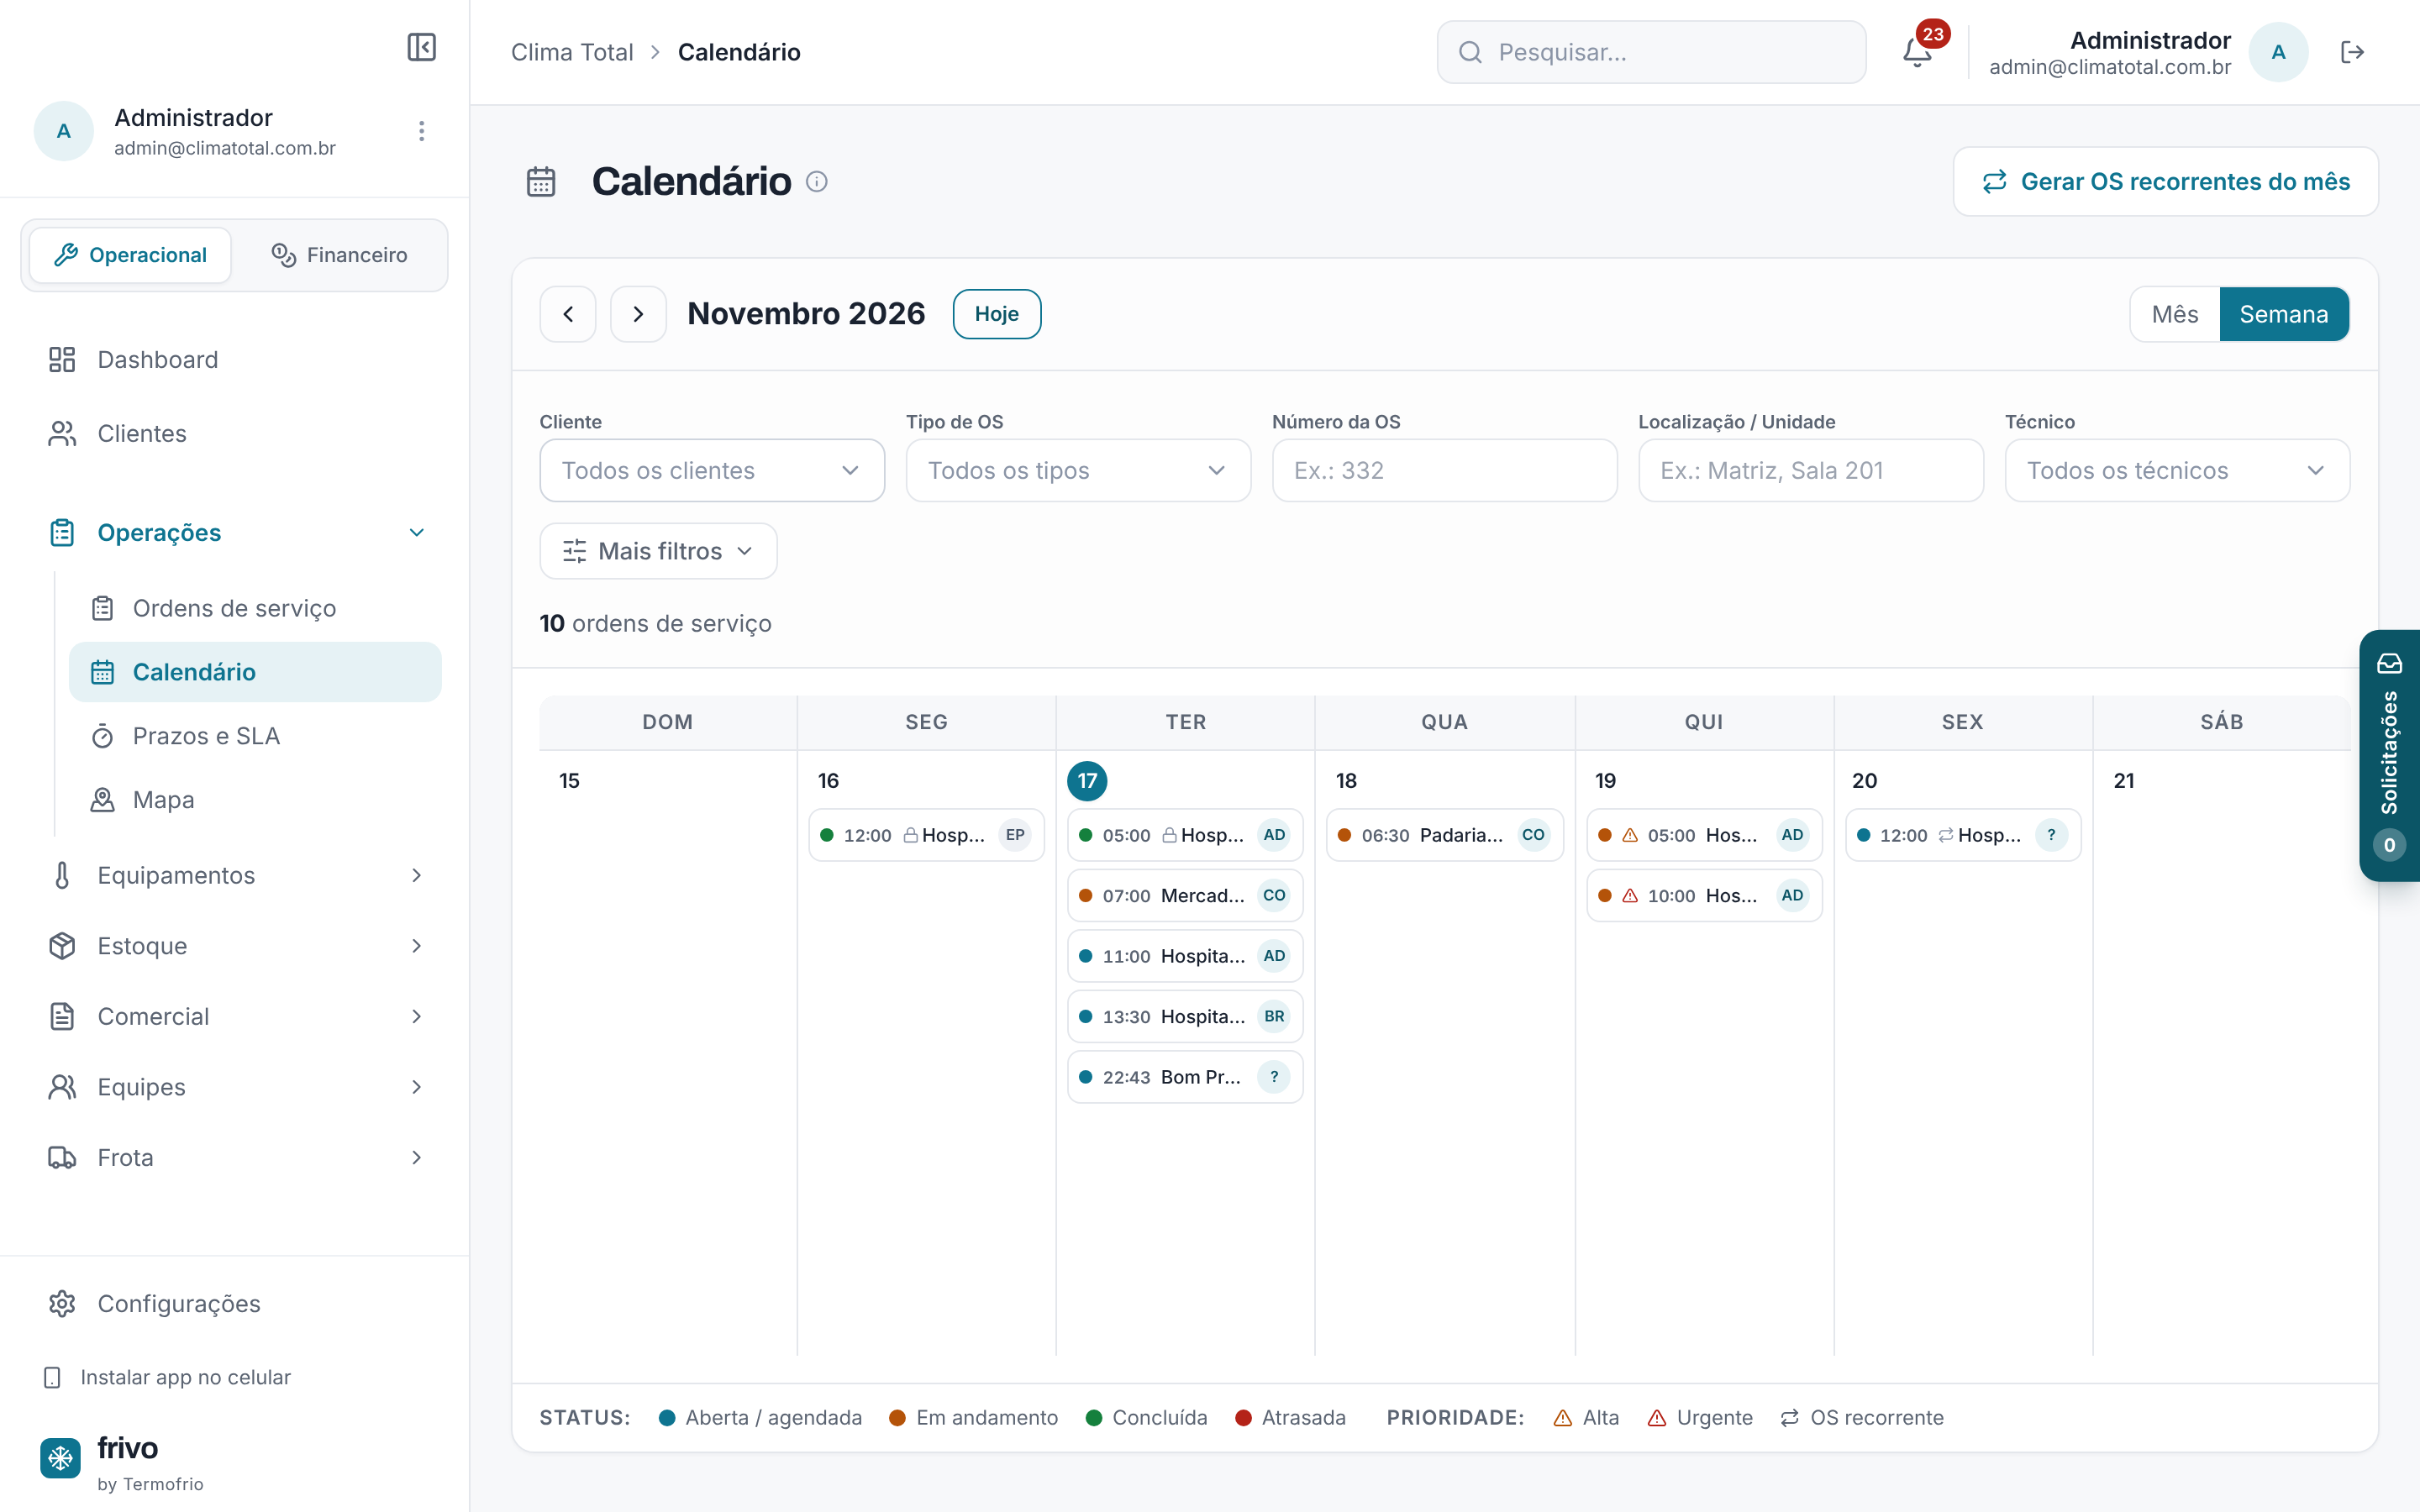 Administrador
admin@climatotal.com.br
A
Operacional
Financeiro
Dashboard
Clientes
Operações
Ordens de serviço
Calendário
Prazos e SLA
Mapa
Equipamentos
Estoque
Comercial
Equipes
Frota
Configurações
Instalar app no celular
frivo
by Termofrio
Clima Total > Calendário
Pesquisar...
23
Administrador
admin@climatotal.com.br
A
Calendário
Gerar OS recorrentes do mês
Novembro 2026
Hoje
Mês
Semana
Cliente
Todos os clientes
Tipo de OS
Todos os tipos
Número da OS
Ex.: 332
Localização / Unidade
Ex.: Matriz, Sala 201
Técnico
Todos os técnicos
Mais filtros
10 ordens de serviço
DOM SEG TER QUA QUI SEX SÁB
15
16
12:00 Hosp... EP
17
05:00 Hosp... AD
07:00 Mercad... CO
11:00 Hospita... AD
13:30 Hospita... BR
22:43 Bom Pr... ?
18
06:30 Padaria... CO
19
05:00 Hos... AD
10:00 Hos... AD
20
12:00 Hosp... ?
21
Solicitações
0
STATUS: Aberta / agendada Em andamento Concluída Atrasada PRIORIDADE: Alta Urgente OS recorrente